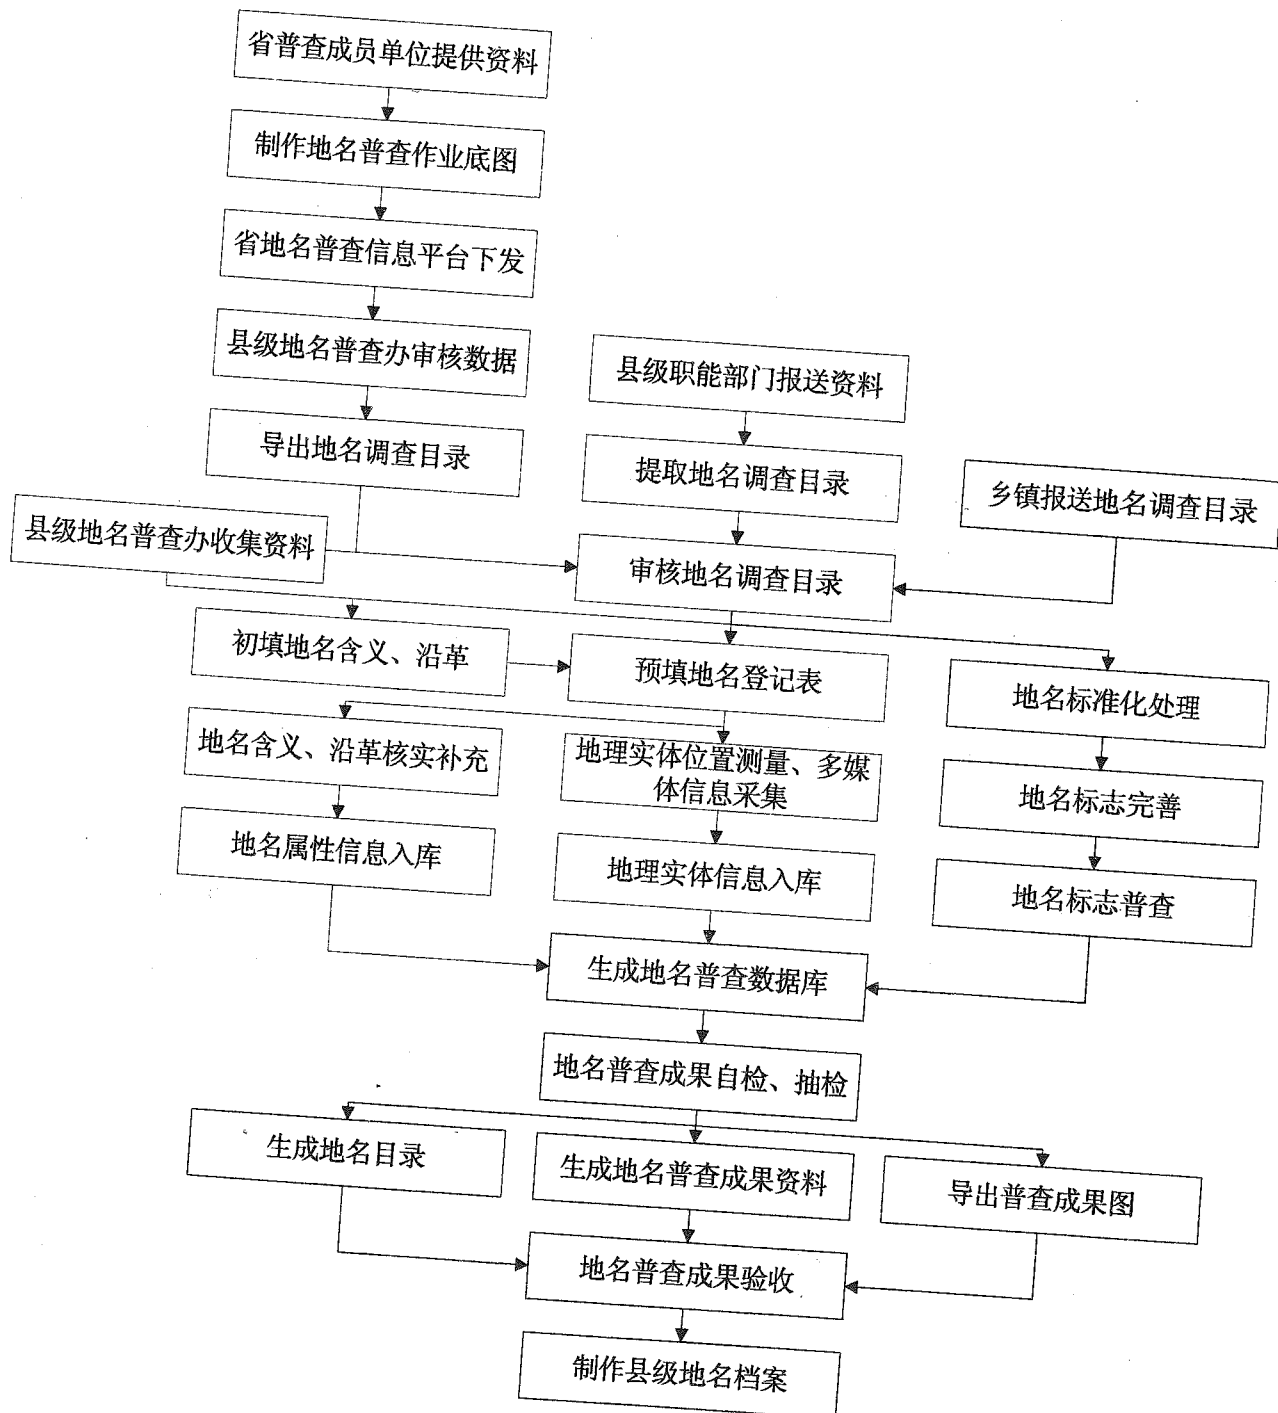 省普查成员单位提供资料
制作地名普查作业底图
省地名普查信息平台下发
县级地名普查办审核数据
县级职能部门报送资料
导出地名调查目录
提取地名调查目录
乡镇报送地名调查目录
县级地名普查办收集资料
审核地名调查目录
初填地名含义、沿革
预填地名登记表
地名标准化处理
地名含义、沿革核实补充
地理实体位置测量、多媒
体信息采集
地名标志完善
地名属性信息入库
地理实体信息入库
地名标志普查
生成地名普查数据库
地名普查成果自检、抽检
生成地名目录
生成地名普查成果资料
导出普查成果图
地名普查成果验收
制作县级地名档案